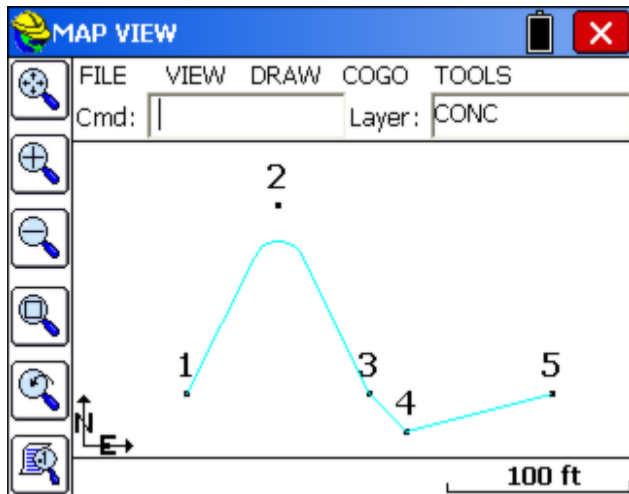 MAP VIEW
FILE VIEW DRAW COGO TOOLS
Cmd: Layer: CONC
2
1 3 5
4
N
E
100 ft